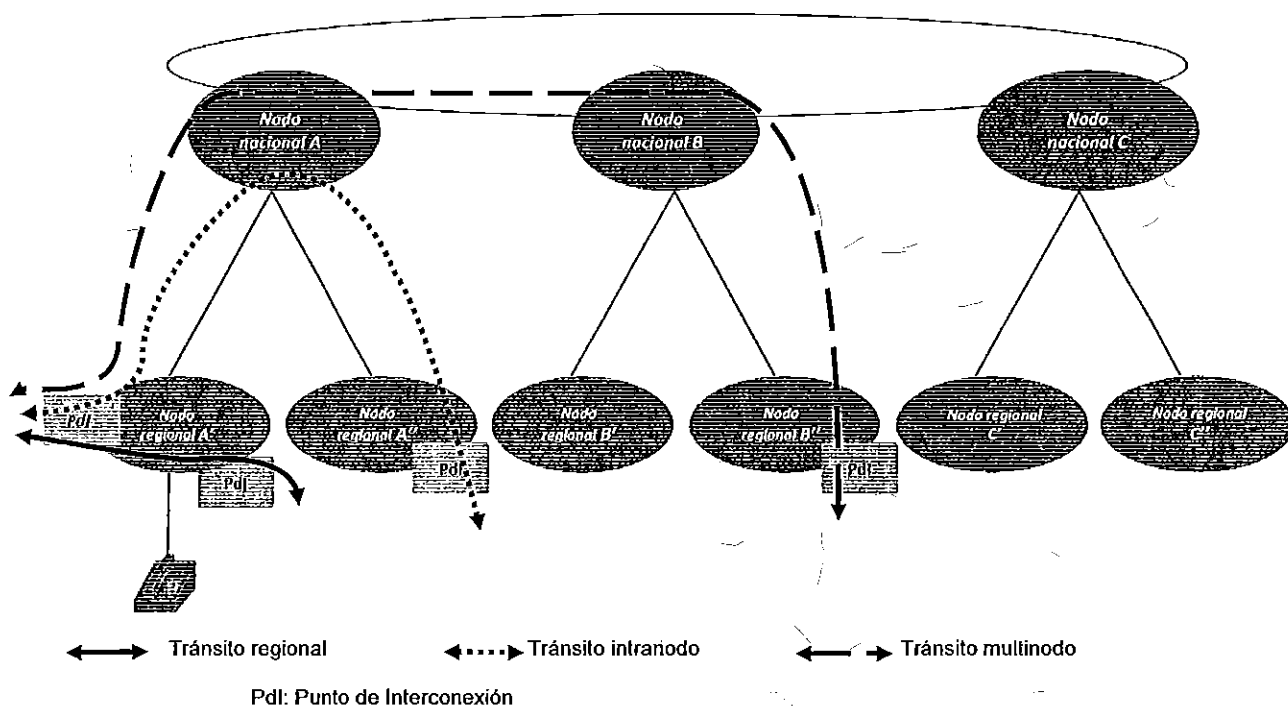 Nodo
nacional A
Nodo
nacional B
Nodo
nacional C
Nodo
regional A'
Nodo
regional A''
Nodo
regional B'
Nodo
regional B''
Nodo regional
C'
Nodo regional
C''
PdI
PdI
PdI
PdI
Tránsito regional
Tránsito intranodo
Tránsito multinodo
PdI: Punto de Interconexión